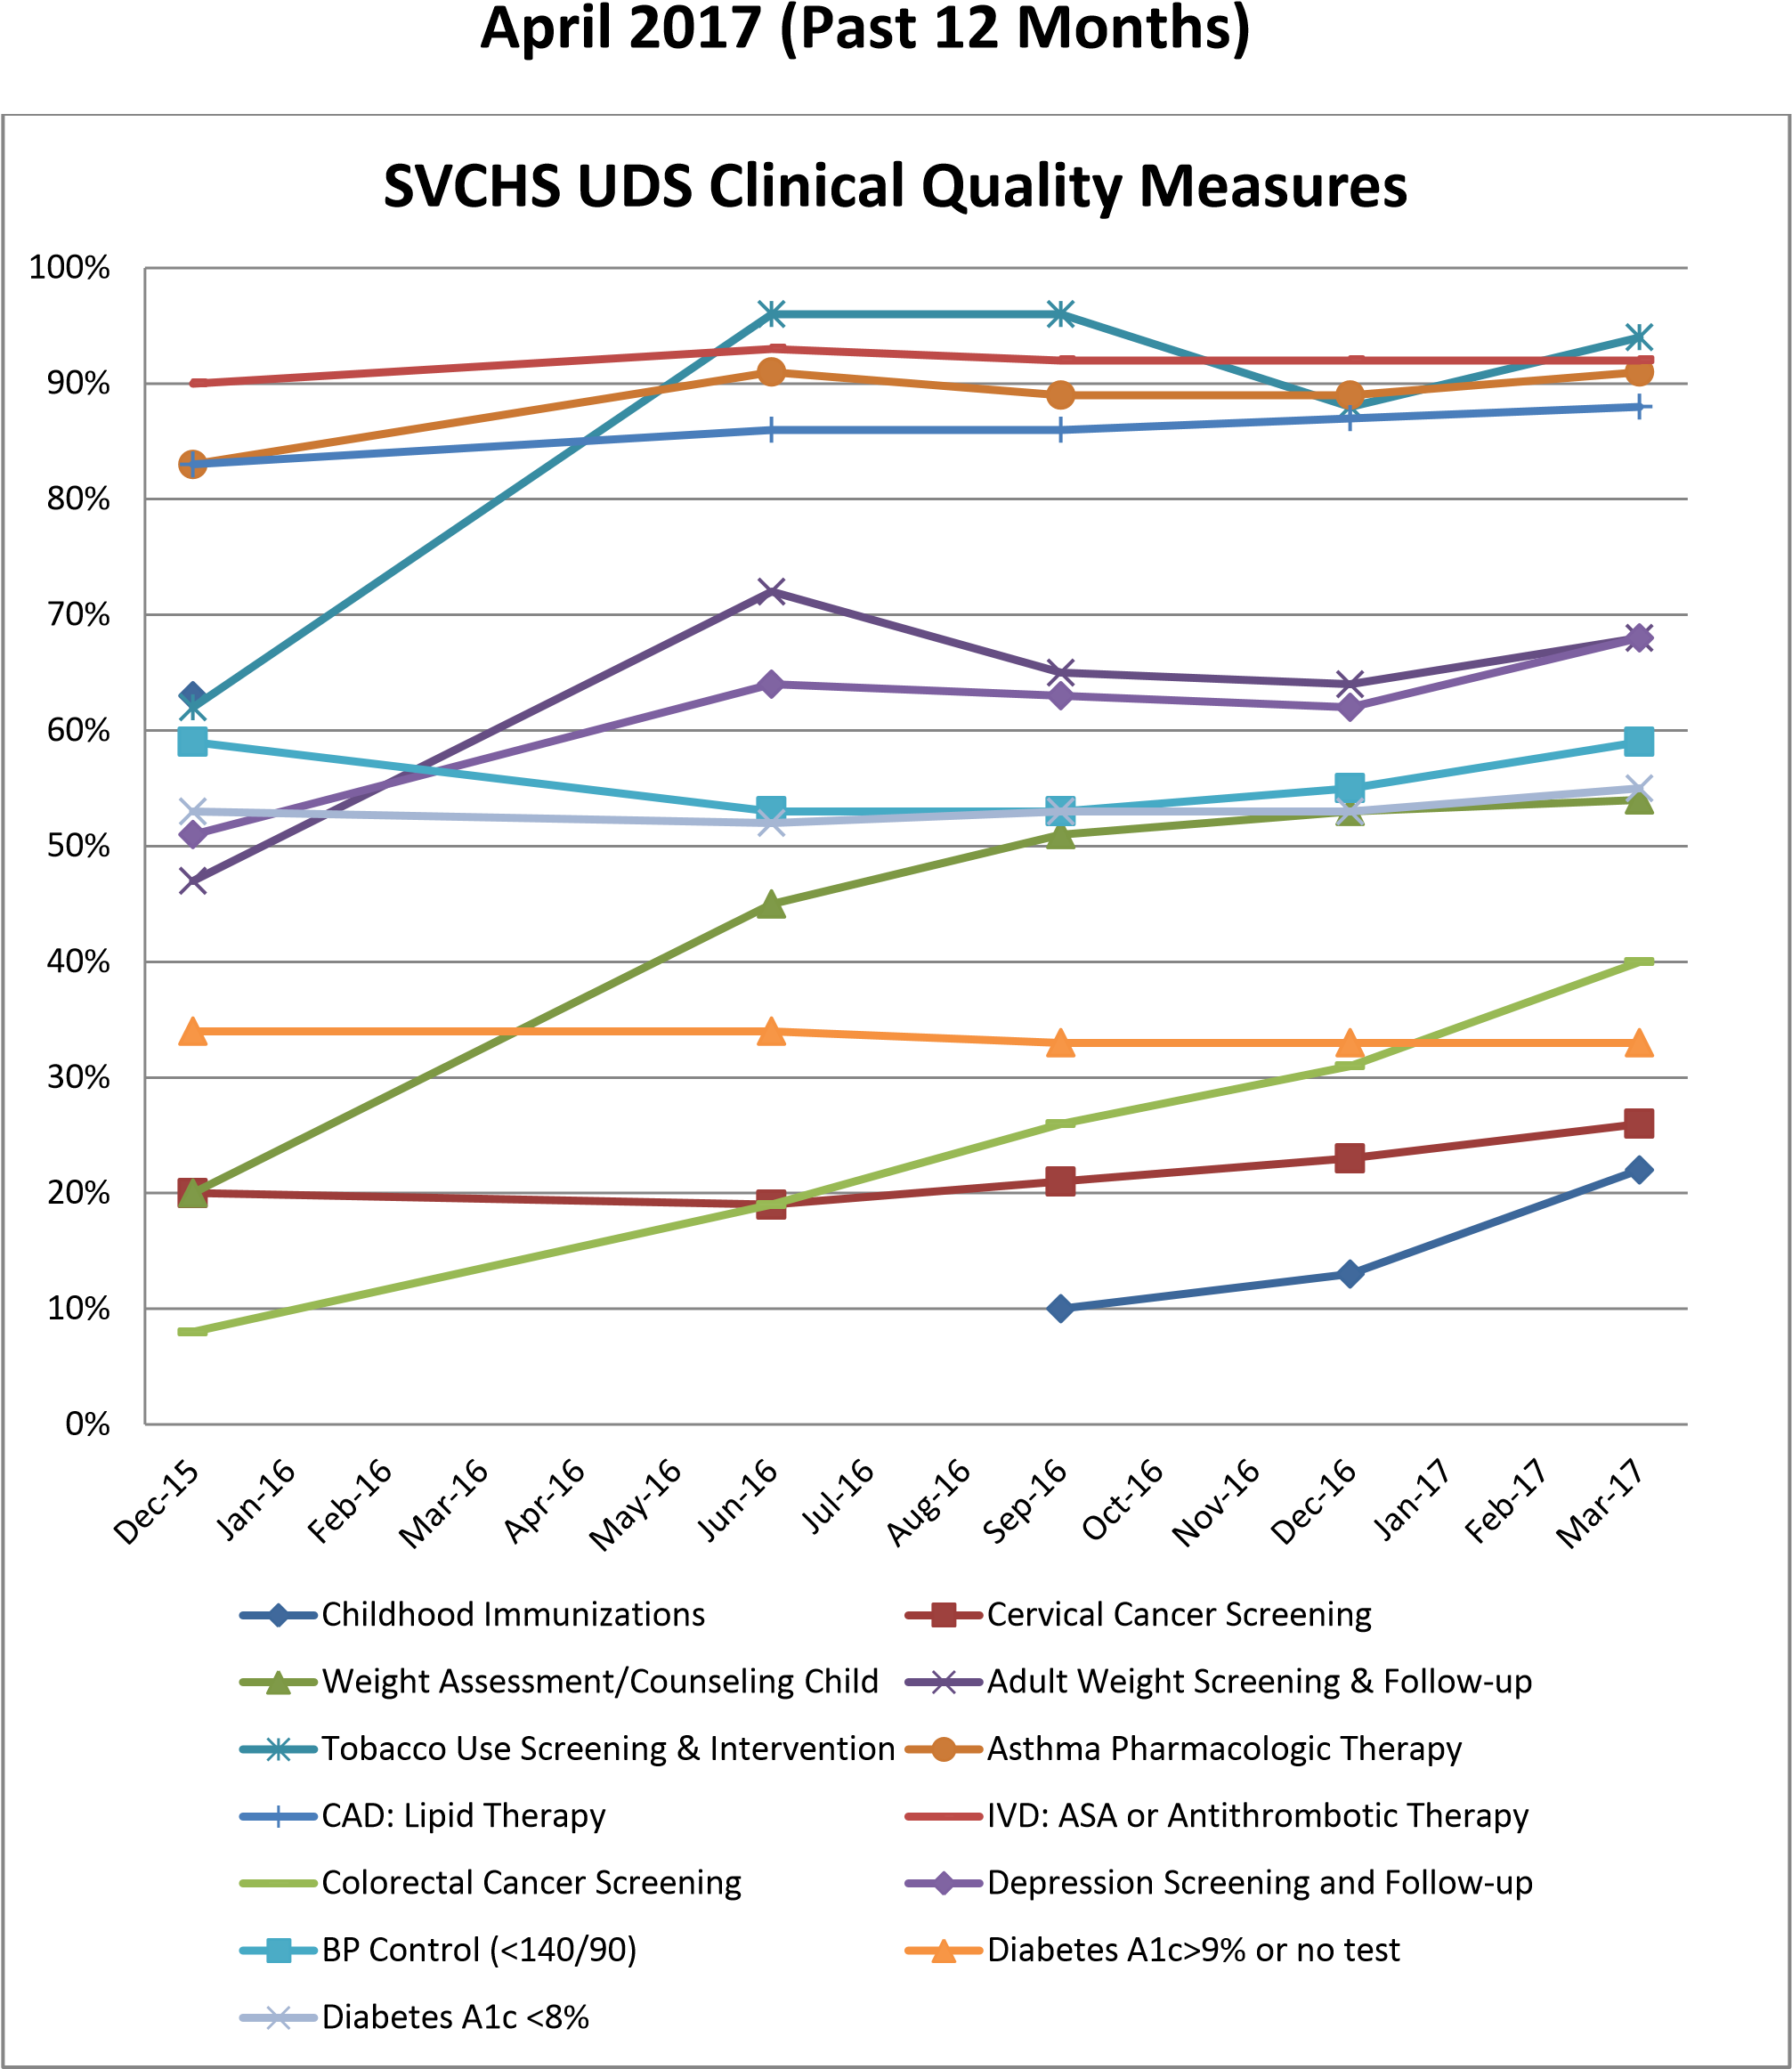 April 2017 (Past 12 Months)
SVCHS UDS Clinical Quality Measures
100%
90%
80%
70%
60%
50%
40%
30%
20%
10%
0%
Dec-15
Jan-16
Feb-16
Mar-16
Apr-16
May-16
Jun-16
Jul-16
Aug-16
Sep-16
Oct-16
Nov-16
Dec-16
Jan-17
Feb-17
Mar-17
Childhood Immunizations
Cervical Cancer Screening
Weight Assessment/Counseling Child
Adult Weight Screening & Follow-up
Tobacco Use Screening & Intervention
Asthma Pharmacologic Therapy
CAD: Lipid Therapy
IVD: ASA or Antithrombotic Therapy
Colorectal Cancer Screening
Depression Screening and Follow-up
BP Control (<140/90)
Diabetes A1c>9% or no test
Diabetes A1c <8%